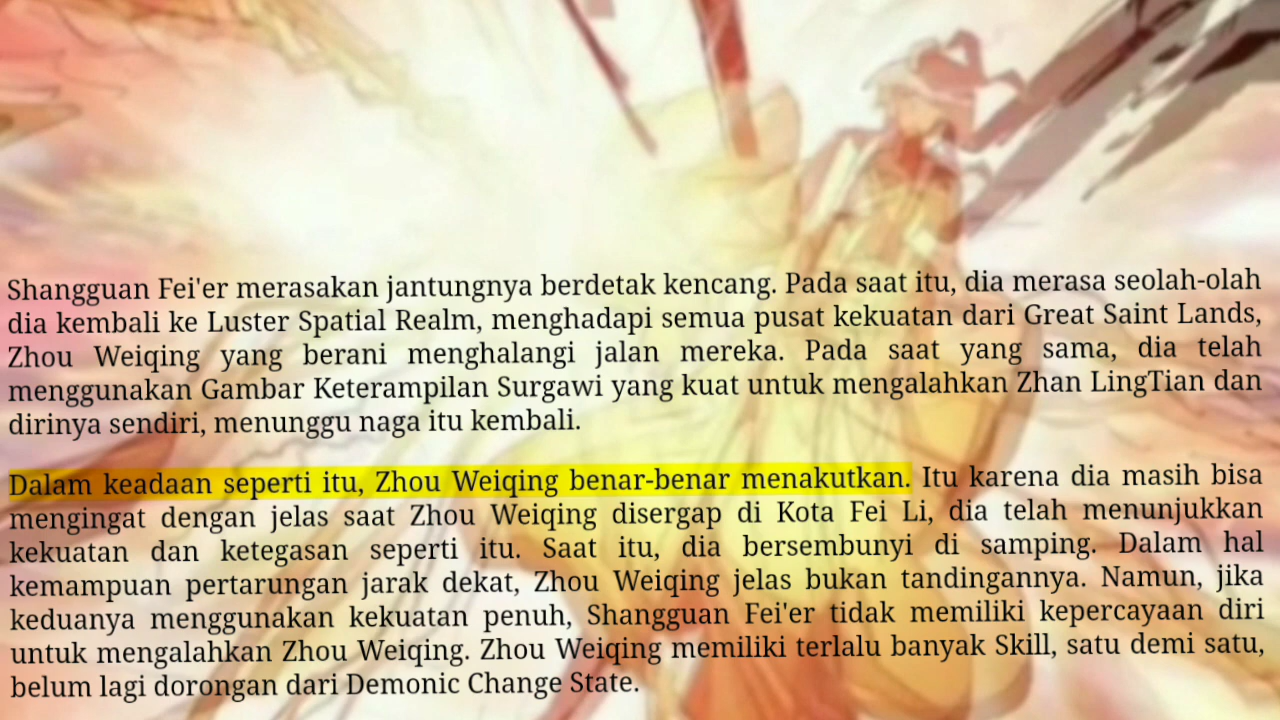 Shangguan Fei'er merasakan jantungnya berdetak kencang. Pada saat itu, dia merasa seolah-olah
dia kembali ke Luster Spatial Realm, menghadapi semua pusat kekuatan dari Great Saint Lands,
Zhou Weiqing yang berani menghalangi jalan mereka. Pada saat yang sama, dia telah
menggunakan Gambar Keterampilan Surgawi yang kuat untuk mengalahkan Zhan LingTian dan
dirinya sendiri, menunggu naga itu kembali.
Dalam keadaan seperti itu, Zhou Weiqing benar-benar menakutkan. Itu karena dia masih bisa
mengingat dengan jelas saat Zhou Weiqing disergap di Kota Fei Li, dia telah menunjukkan
kekuatan dan ketegasan seperti itu. Saat itu, dia bersembunyi di samping. Dalam hal
kemampuan pertarungan jarak dekat, Zhou Weiqing jelas bukan tandingannya. Namun, jika
keduanya menggunakan kekuatan penuh, Shangguan Fei'er tidak memiliki kepercayaan diri
untuk mengalahkan Zhou Weiqing. Zhou Weiqing memiliki terlalu banyak Skill, satu demi satu,
belum lagi dorongan dari Demonic Change State.